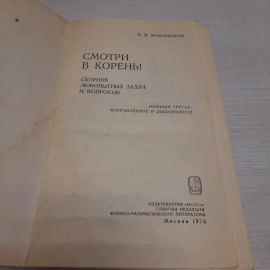 П. В. МАКОВЕЦКИЙ
СМОТРИ
В КОРЕНЬ!
СБОРНИК
ЛЮБОПЫТНЫХ ЗАДАЧ
И ВОПРОСОВ
ИЗДАНИЕ ТРЕТЬЕ,
ИСПРАВЛЕННОЕ И ДОПОЛНЕННОЕ
ИЗДАТЕЛЬСТВО «НАУКА»
ГЛАВНАЯ РЕДАКЦИЯ
ФИЗИКО-МАТЕМАТИЧЕСКОЙ ЛИТЕРАТУРЫ
Москва 1976